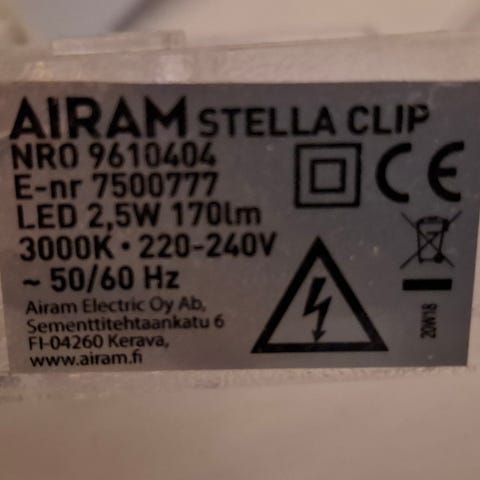 AIRAM STELLA CLIP
NRO 9610404
E-nr 7500777
LED 2,5W 170lm
3000K • 220-240V
~ 50/60 Hz
Airam Electric Oy Ab,
Sementtitehtaankatu 6
FI-04260 Kerava,
www.airam.fi
CE
20W18